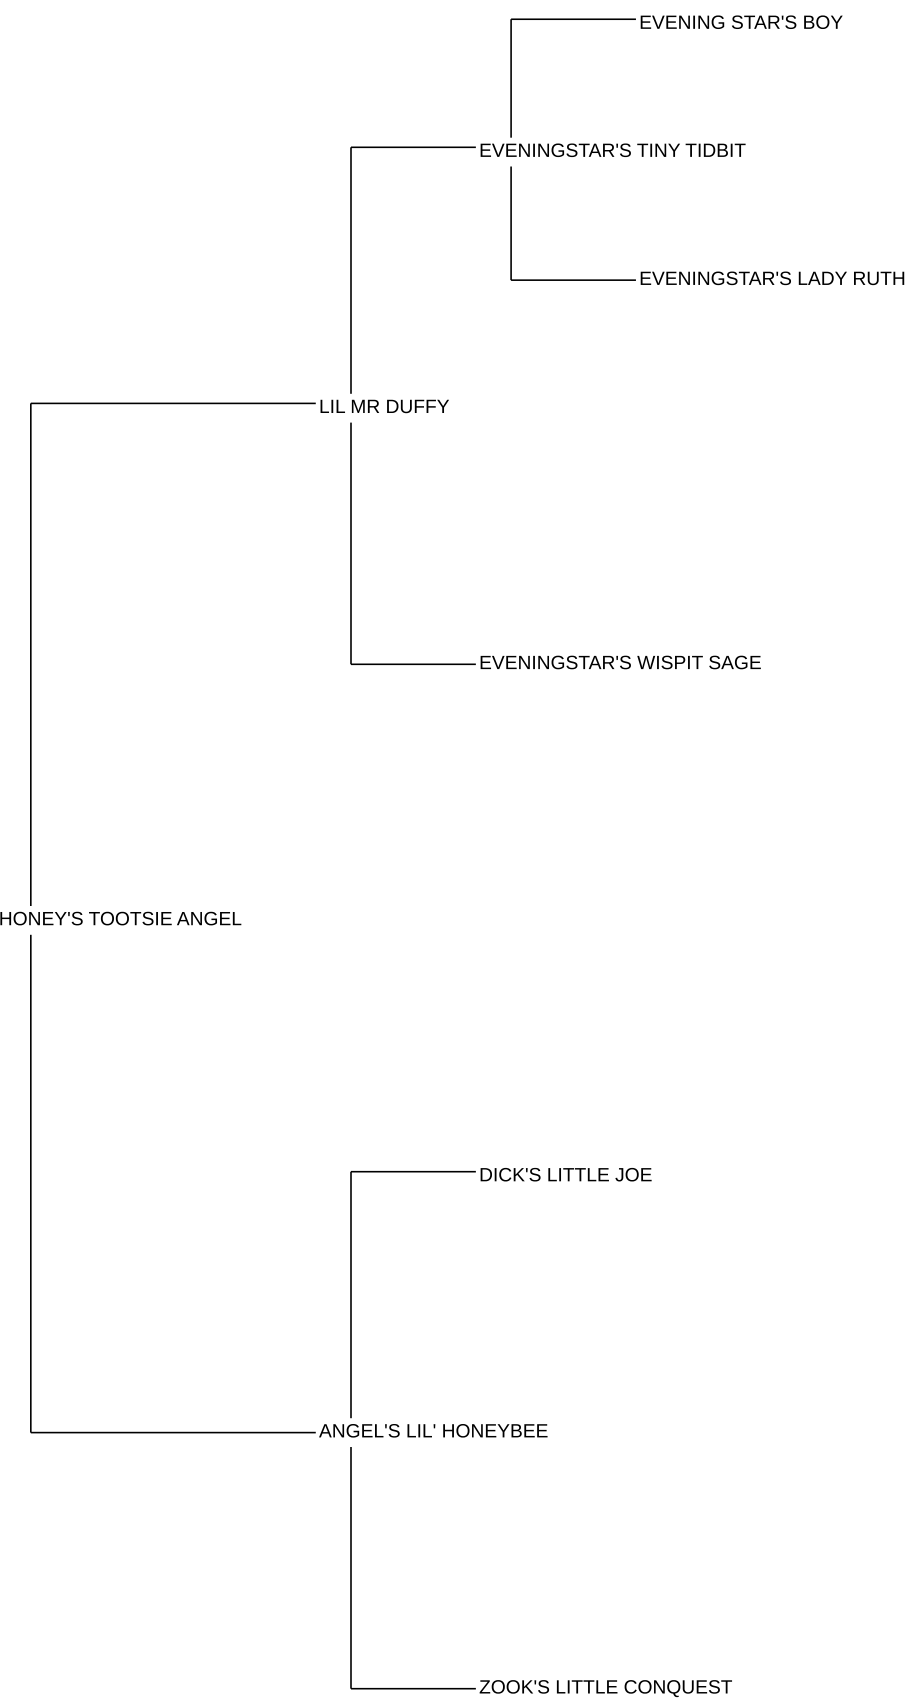 EVENING STAR'S BOY
EVENINGSTAR'S TINY TIDBIT
EVENINGSTAR'S LADY RUTH
LIL MR DUFFY
EVENINGSTAR'S WISPIT SAGE
HONEY'S TOOTSIE ANGEL
DICK'S LITTLE JOE
ANGEL'S LIL' HONEYBEE
ZOOK'S LITTLE CONQUEST